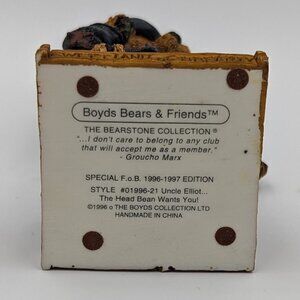 Boyds Bears & Friends™
THE BEARSTONE COLLECTION®
"...I don't care to belong to any club
that will accept me as a member."
- Groucho Marx
SPECIAL F.o.B. 1996-1997 EDITION
STYLE #01996-21 Uncle Elliot...
The Head Bean Wants You!
©1996 THE BOYDS COLLECTION LTD
HANDMADE IN CHINA